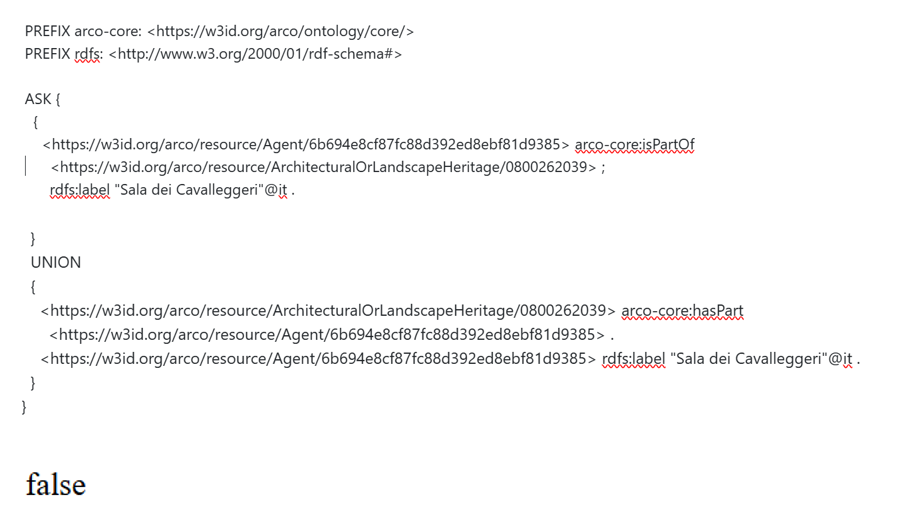 PREFIX arco-core: <https://w3id.org/arco/ontology/core/>
PREFIX rdfs: <http://www.w3.org/2000/01/rdf-schema#>
ASK {
{
<https://w3id.org/arco/resource/Agent/6b694e8cf87fc88d392ed8ebf81d9385> arco-core:isPartOf
<https://w3id.org/arco/resource/ArchitecturalOrLandscapeHeritage/0800262039> ;
rdfs:label "Sala dei Cavalleggeri"@it .
}
UNION
{
<https://w3id.org/arco/resource/ArchitecturalOrLandscapeHeritage/0800262039> arco-core:hasPart
<https://w3id.org/arco/resource/Agent/6b694e8cf87fc88d392ed8ebf81d9385> .
<https://w3id.org/arco/resource/Agent/6b694e8cf87fc88d392ed8ebf81d9385> rdfs:label "Sala dei Cavalleggeri"@it .
}
}
false